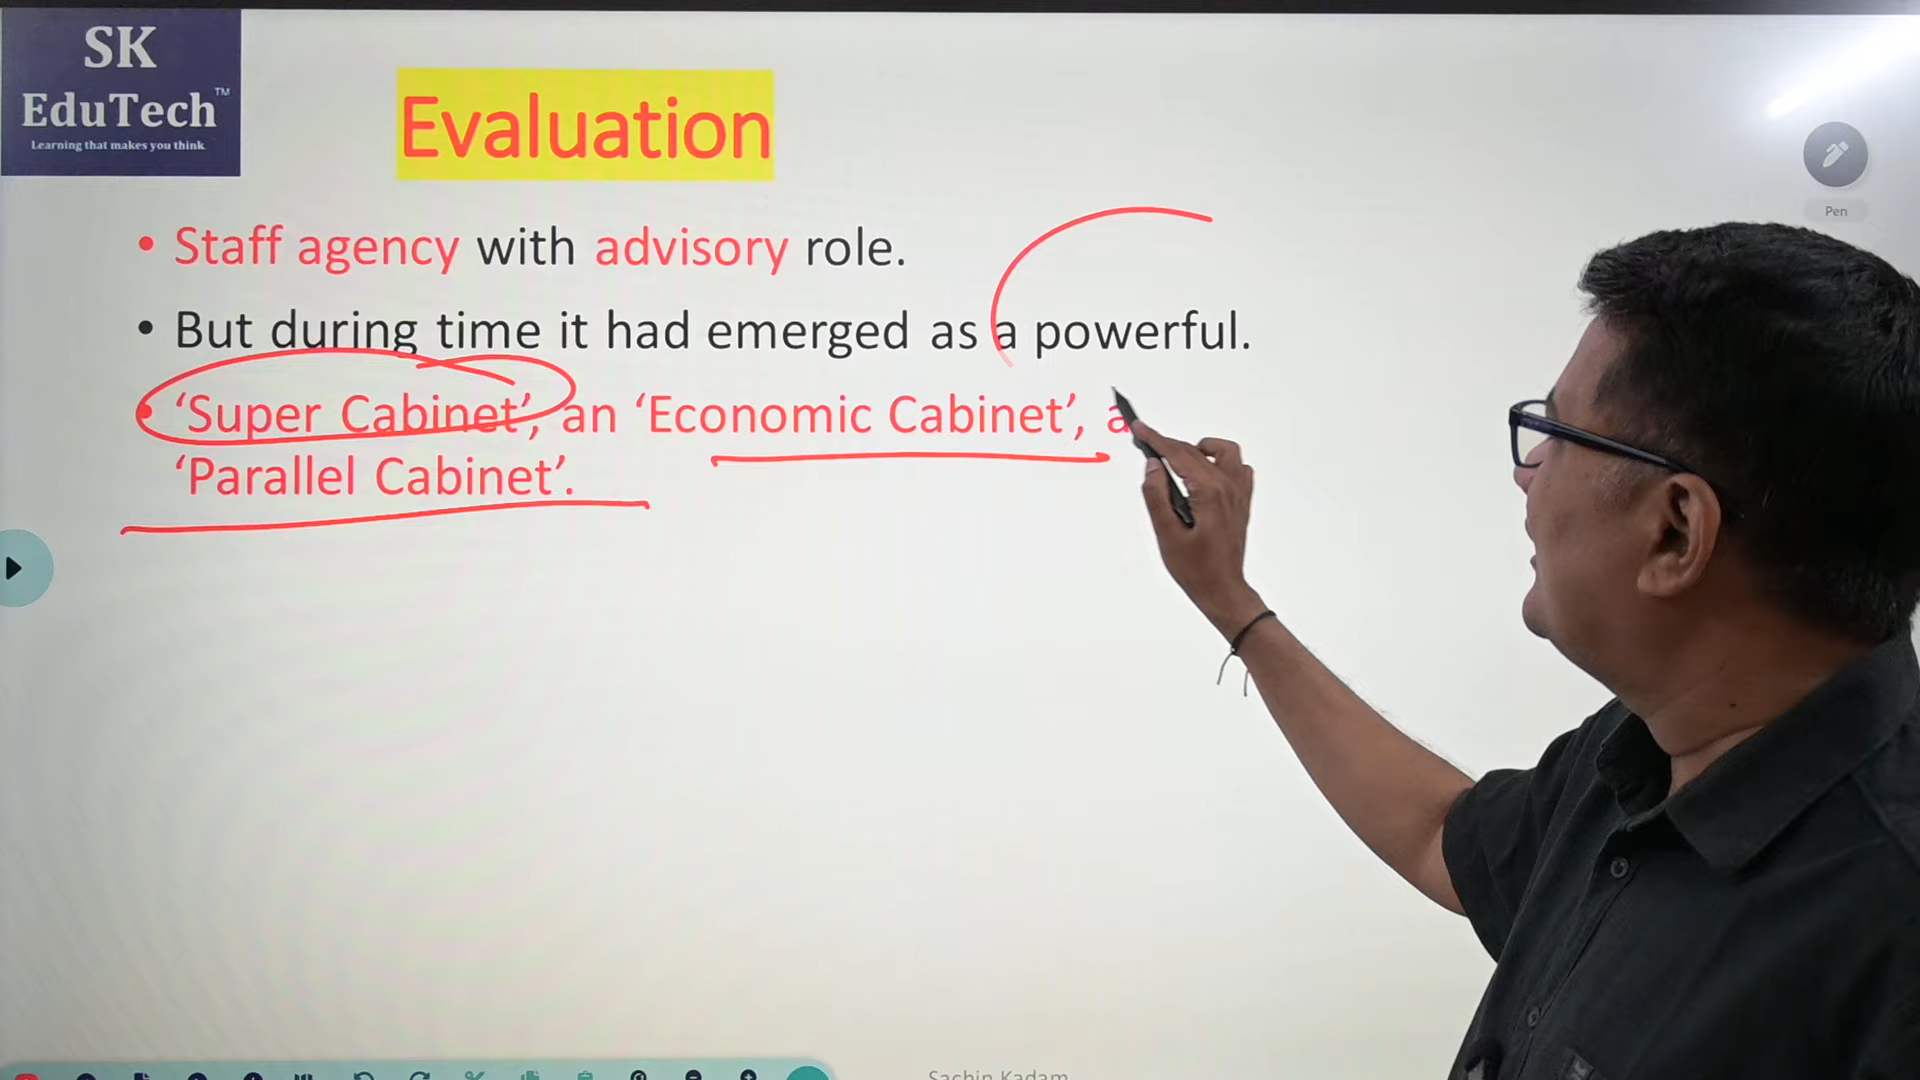 SK
EduTech™
Learning that makes you think.
Evaluation
Pen
• Staff agency with advisory role.
• But during time it had emerged as a powerful.
• ‘Super Cabinet’, an ‘Economic Cabinet’, a
‘Parallel Cabinet’.
Sachin Kadam